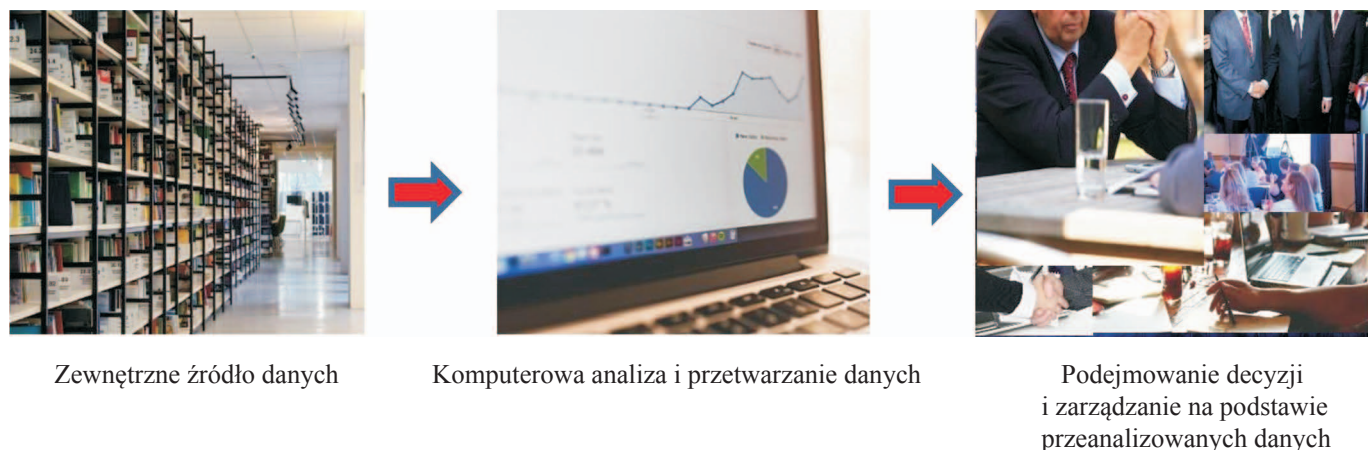 Zewnętrzne źródło danych
Komputerowa analiza i przetwarzanie danych
Podejmowanie decyzji
i zarządzanie na podstawie
przeanalizowanych danych